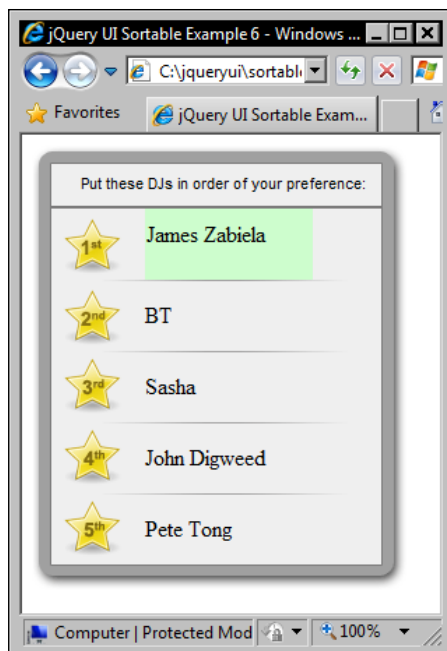 jQuery UI Sortable Example 6 - Windows ...
C:\jqueryui\sortabl
Favorites
jQuery UI Sortable Exam...
Put these DJs in order of your preference:
1st James Zabiela
2nd BT
3rd Sasha
4th John Digweed
5th Pete Tong
Computer | Protected Mod
100%